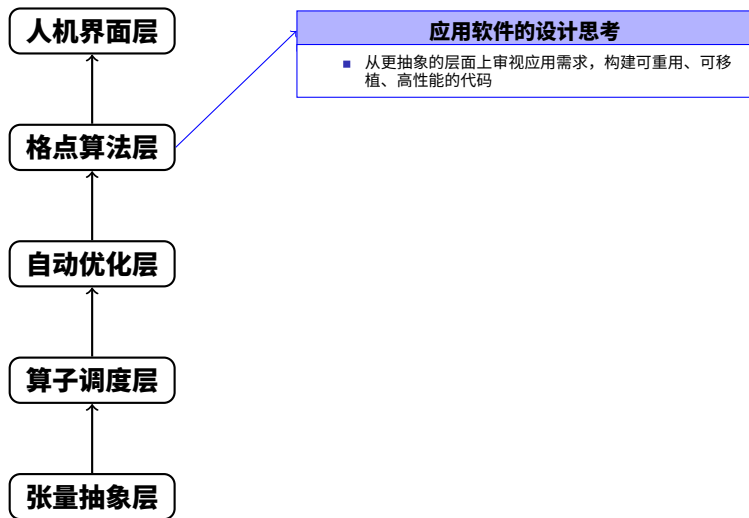 人机界面层
应用软件的设计思考
从更抽象的层面上审视应用需求，构建可重用、可移
植、高性能的代码
格点算法层
自动优化层
算子调度层
张量抽象层